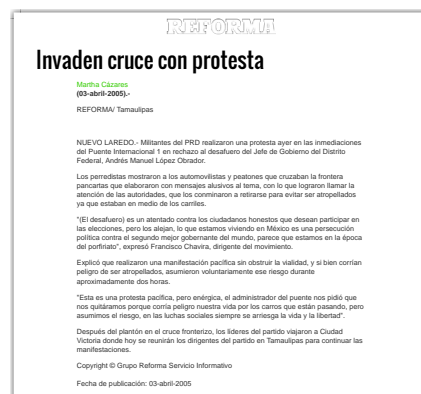 REFORMA
Invaden cruce con protesta
Martha Cázares
(03-abril-2005).-
REFORMA/ Tamaulipas
NUEVO LAREDO.- Militantes del PRD realizaron una protesta ayer en las inmediaciones
del Puente Internacional 1 en rechazo al desafuero del Jefe de Gobierno del Distrito
Federal, Andrés Manuel López Obrador.
Los perredistas mostraron a los automovilistas y peatones que cruzaban la frontera
pancartas que elaboraron con mensajes alusivos al tema, con lo que lograron llamar la
atención de las autoridades, que los conminaron a retirarse para evitar ser atropellados
ya que estaban en medio de los carriles.
"(El desafuero) es un atentado contra los ciudadanos honestos que desean participar en
las elecciones, pero los alejan, lo que estamos viviendo en México es una persecución
política contra el segundo mejor gobernante del mundo, parece que estamos en la época
del porfiriato", expresó Francisco Chavira, dirigente del movimiento.
Explicó que realizaron una manifestación pacífica sin obstruir la vialidad, y si bien corrían
peligro de ser atropellados, asumieron voluntariamente ese riesgo durante
aproximadamente dos horas.
"Esta es una protesta pacífica, pero enérgica, el administrador del puente nos pidió que
nos quitáramos porque corría peligro nuestra vida por los carros que están pasando, pero
asumimos el riesgo, en las luchas sociales siempre se arriesga la vida y la libertad".
Después del plantón en el cruce fronterizo, los líderes del partido viajaron a Ciudad
Victoria donde hoy se reunirán los dirigentes del partido en Tamaulipas para continuar las
manifestaciones.
Copyright © Grupo Reforma Servicio Informativo
Fecha de publicación: 03-abril-2005